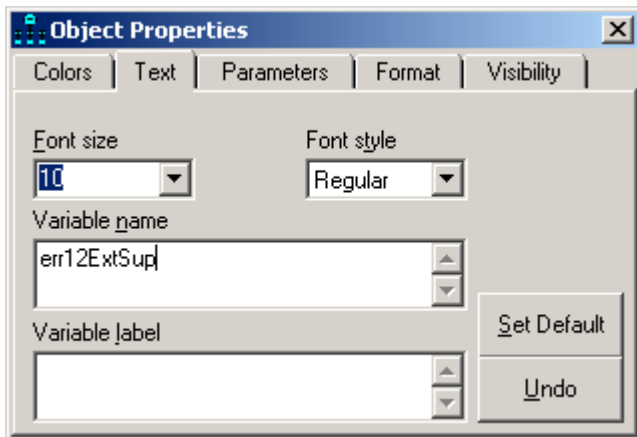 Object Properties
Colors Text Parameters Format Visibility
Font size Font style
10 Regular
Variable name
err12ExtSup
Variable label
Set Default
Undo